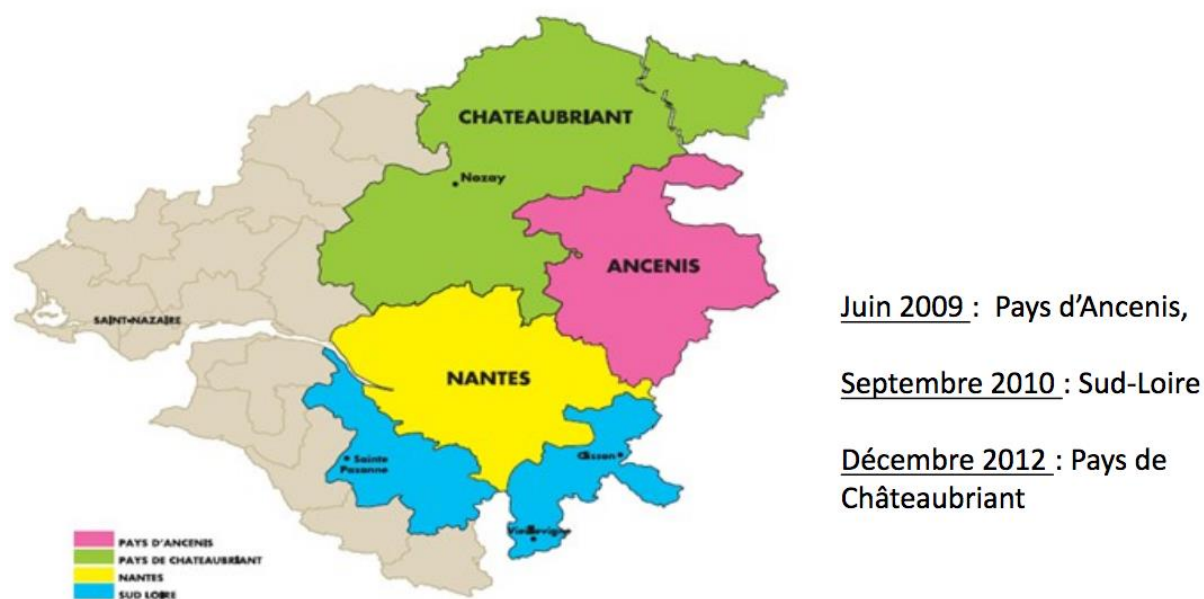 CHATEAUBRIANT
Nozay
ANCENIS
SAINT-NAZAIRE
NANTES
Sainte
Pazanne
Clisson
Vieillevigne
PAYS D'ANCENIS
PAYS DE CHATEAUBRIANT
NANTES
SUD LOIRE
Juin 2009 : Pays d’Ancenis,
Septembre 2010 : Sud-Loire
Décembre 2012 : Pays de
Châteaubriant